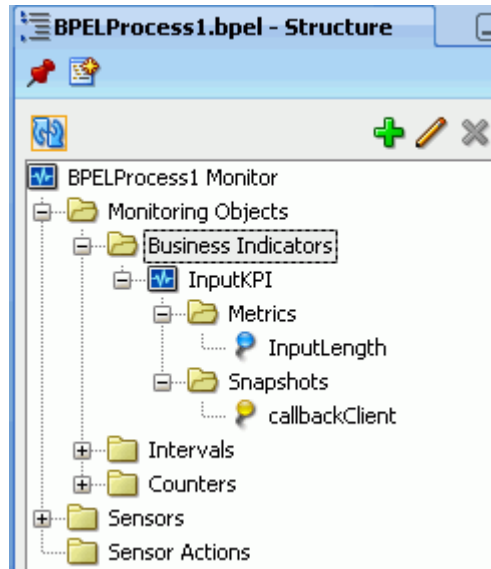 BPELProcess1.bpel - Structure
BPELProcess1 Monitor
Monitoring Objects
Business Indicators
InputKPI
Metrics
InputLength
Snapshots
callbackClient
Intervals
Counters
Sensors
Sensor Actions